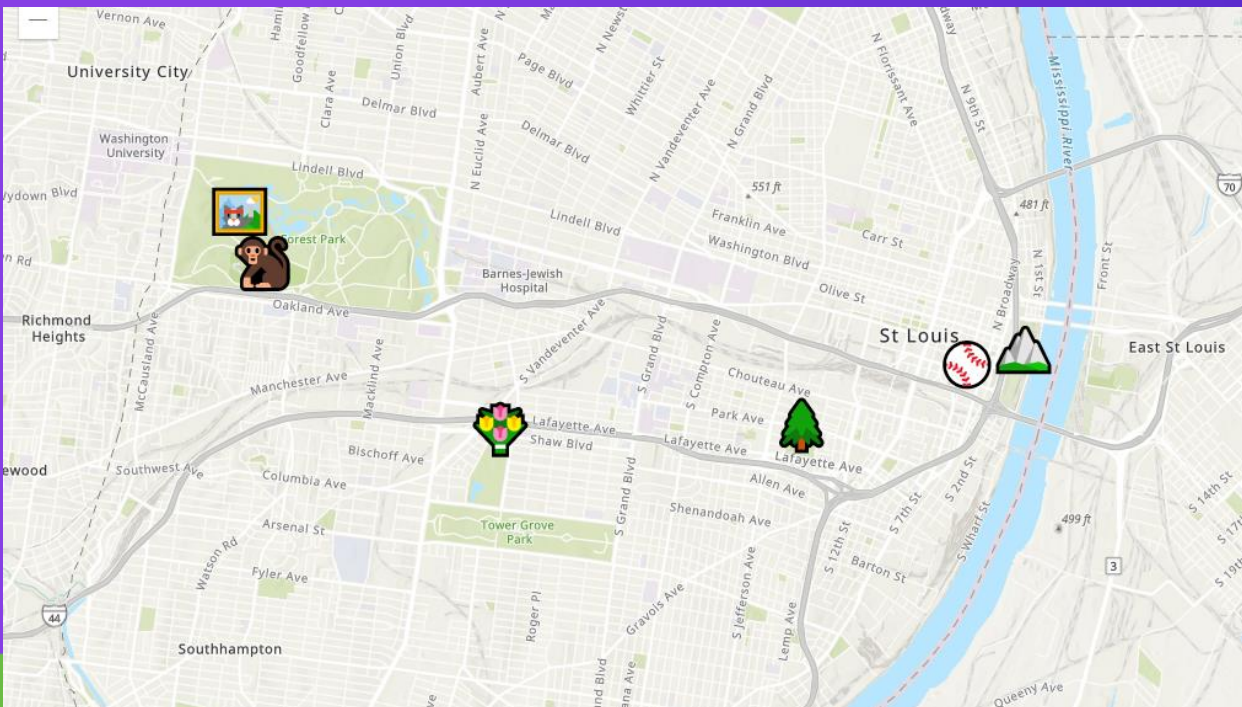 Vernon Ave
Goodfellow
Union Blvd
Aubert Ave
Page Blvd
Whittier St
N Florissant Ave
N 9th St
Mississippi River
University City
Clara Ave
Delmar Blvd
Delmar Blvd
N Vandeventer Ave
N Grand Blvd
Washington
University
Lindell Blvd
N Euclid Ave
70
551 ft
481 ft
Lindell Blvd
Franklin Ave
Carr St
Washington Blvd
Forest Park
N 1st St
Front St
Barnes-Jewish
Hospital
Olive St
N Broadway
Oakland Ave
Richmond
Heights
St Louis
East St Louis
McCausland Ave
Manchester Ave
Macklind Ave
S Vandeventer Ave
S Grand Blvd
S Compton Ave
Chouteau Ave
Park Ave
Lafayette Ave
Shaw Blvd
Lafayette Ave
Lafayette Ave
Bischoff Ave
Southwest Ave
Columbia Ave
Allen Ave
S Grand Blvd
S 2nd St
S 7th St
S 14th St
Arsenal St
Tower Grove
Park
Shenandoah Ave
S 12th St
S Wharf St
499 ft
Watson Rd
Fyler Ave
Barton St
3
44
Roger Pl
Gravois Ave
S Jefferson Ave
Lemp Ave
Southhampton
Queeny Ave